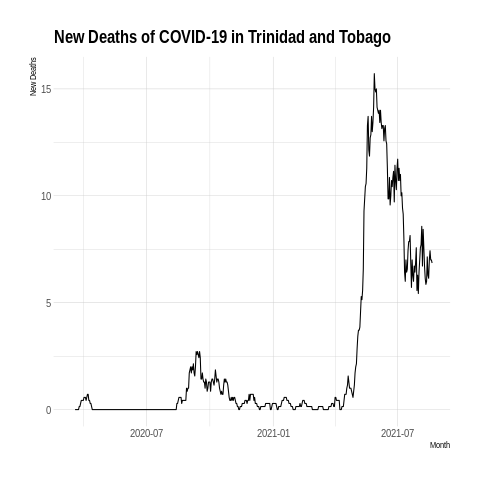 New Deaths of COVID-19 in Trinidad and Tobago
New Deaths
15
10
5
0
2020-07 2021-01 2021-07
Month